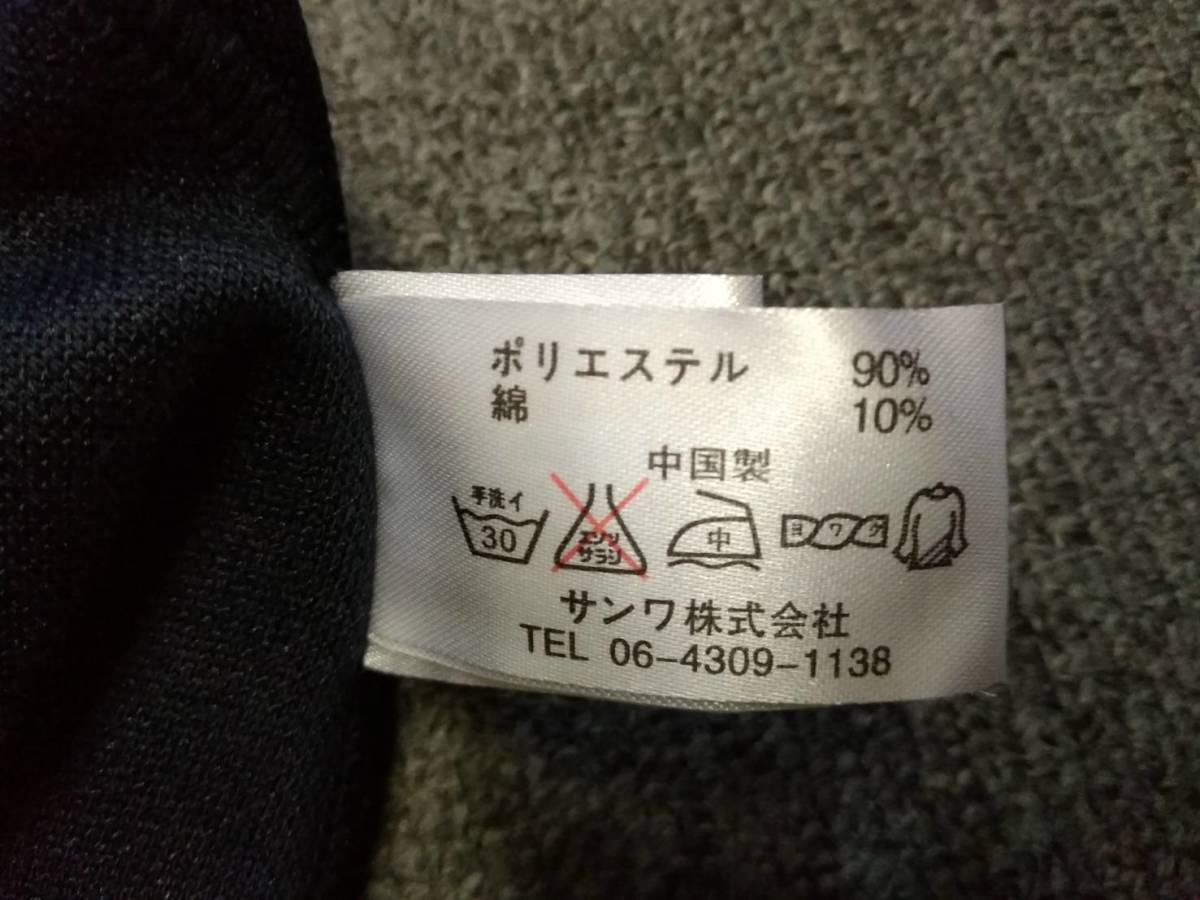 ポリエステル 90%
綿 10%
中国製
手洗イ
30
エンソ
サラシ
中
ヨワク
サンワ株式会社
TEL 06-4309-1138